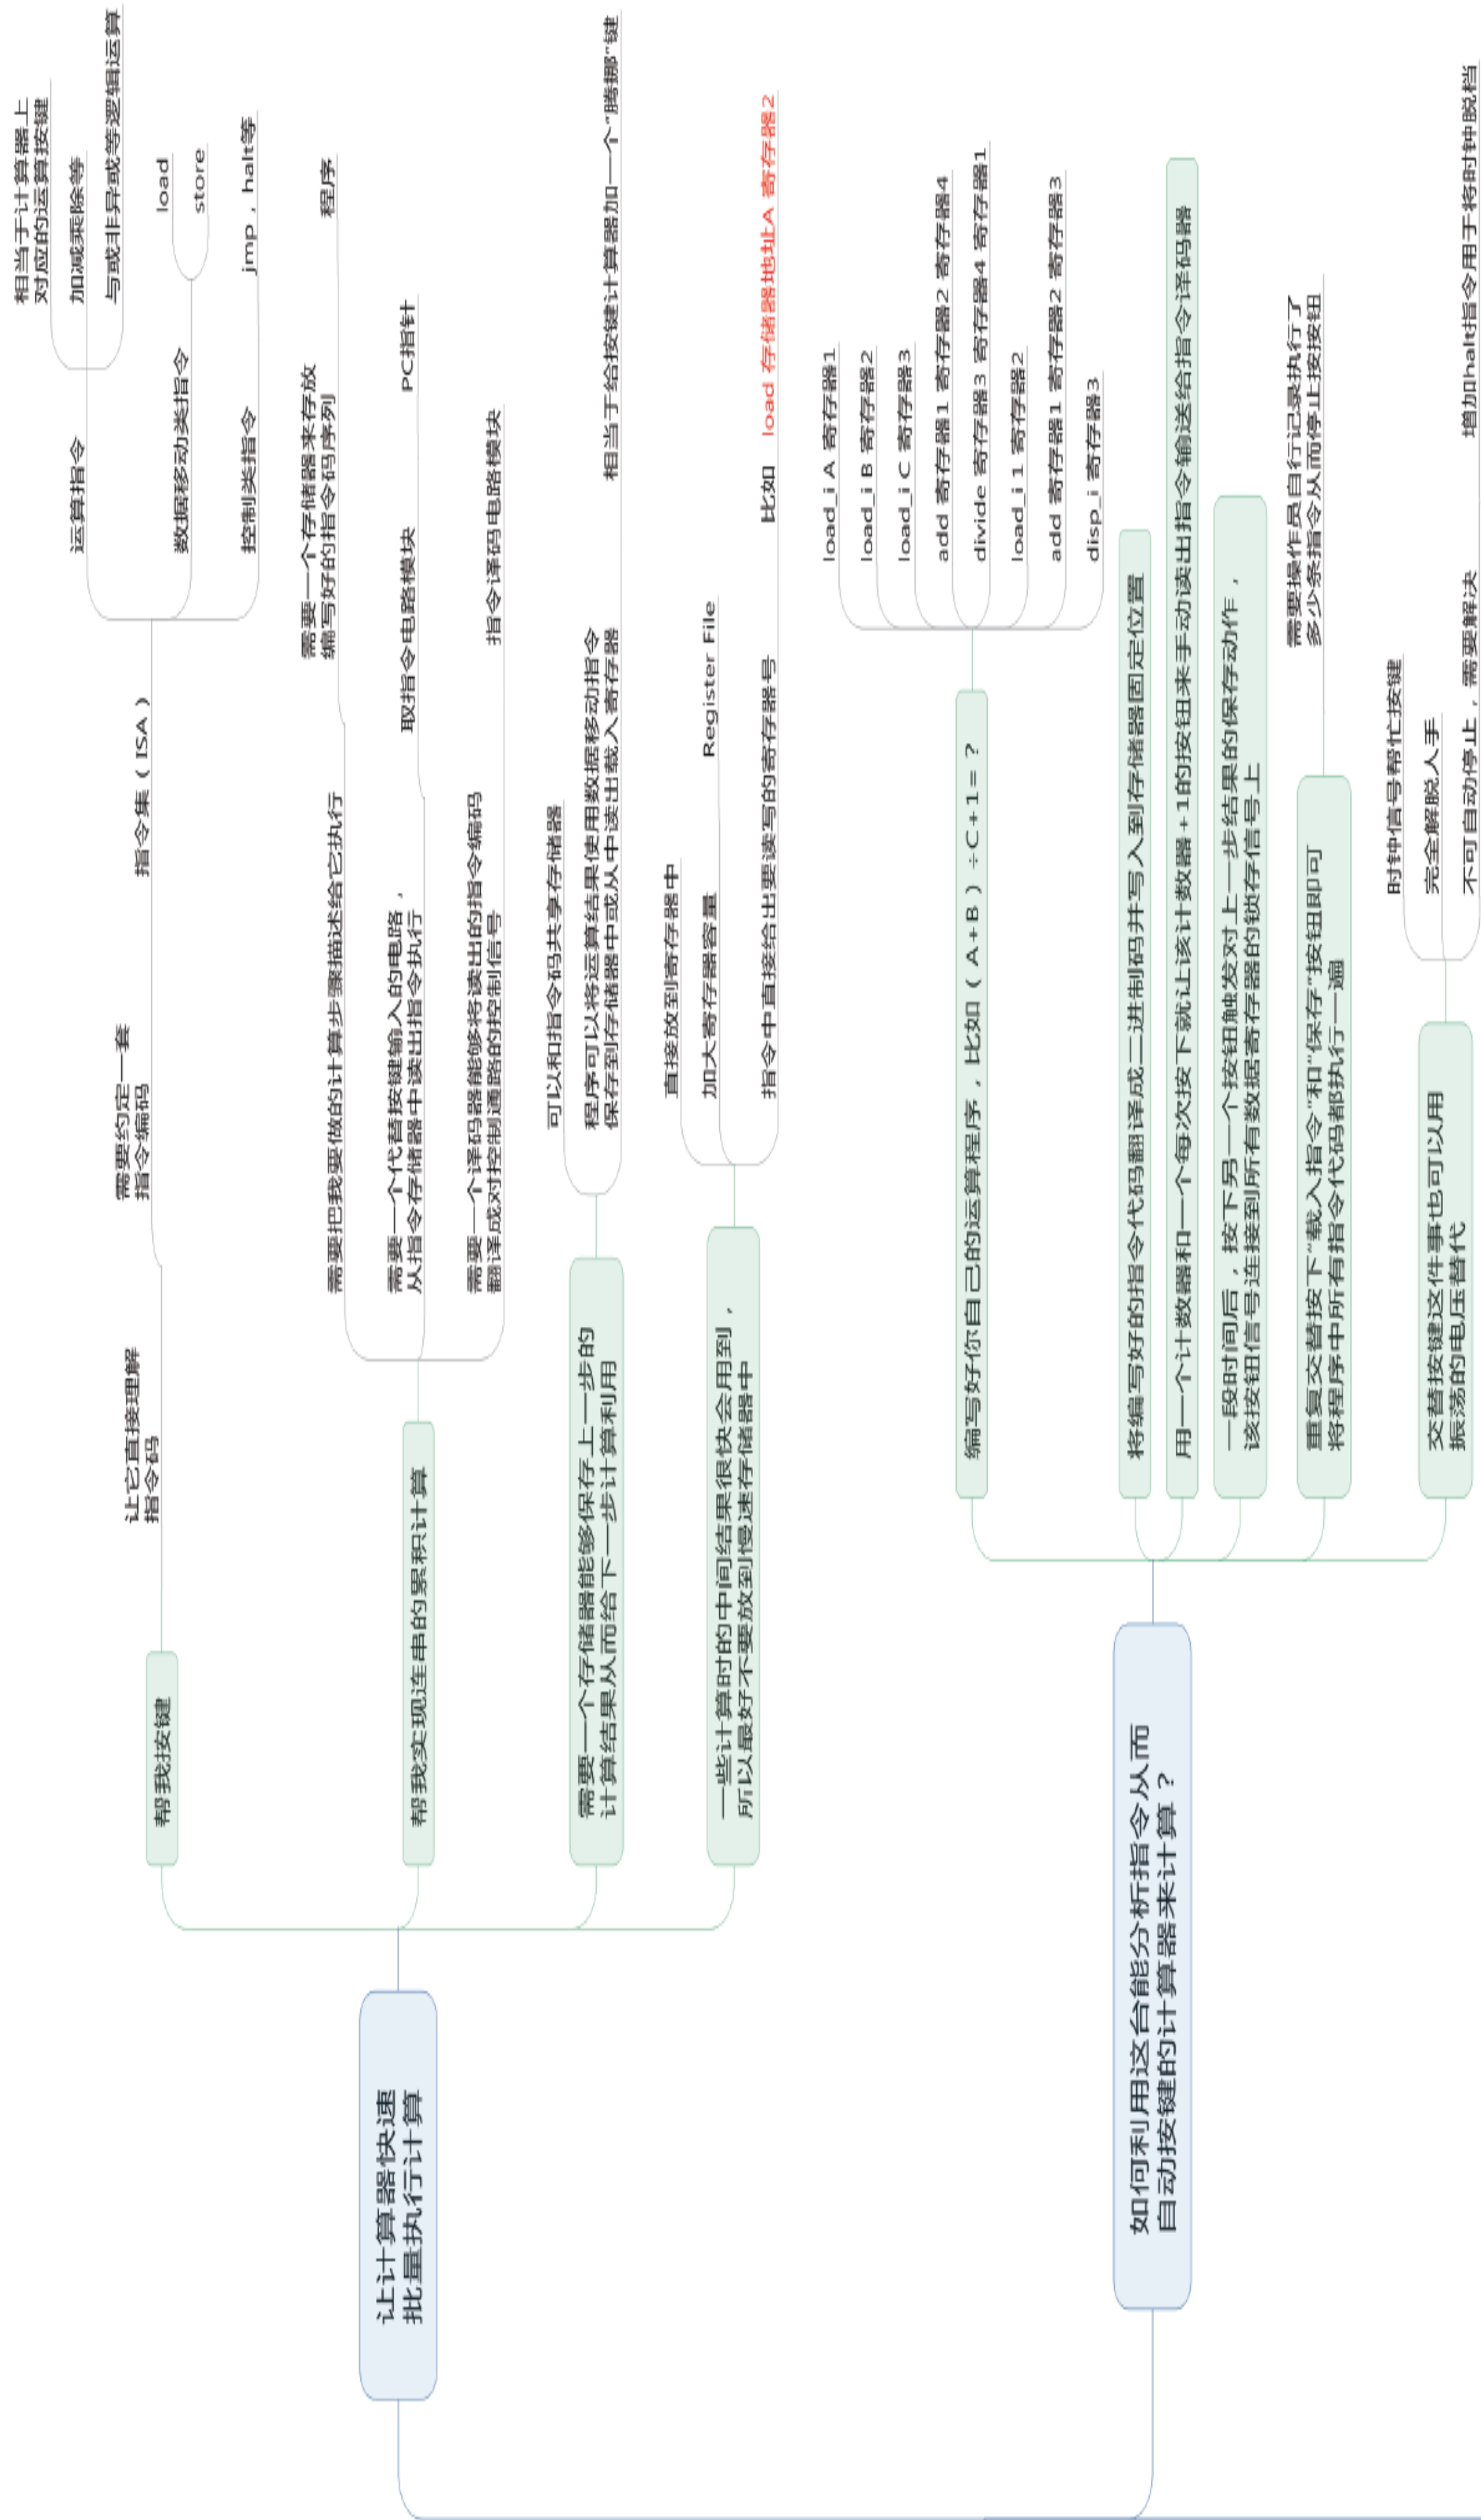 让计算器快速
批量执行计算
帮我按键
让它直接理解
指令码
需要约定一套
指令编码
指令集（ISA）
运算指令
相当于计算器上
对应的运算按键
加减乘除等
与或非异或等逻辑运算
数据移动类指令
load
store
控制类指令
jmp，halt等
帮我实现连串的累积计算
需要把我要做的计算步骤描述给它执行
需要一个存储器来存放
编写好的指令码序列
程序
需要一个代替按键输入的电路，
从指令存储器中读出指令执行
取指令电路模块
PC指针
需要一个译码器能够将读出的指令编码
翻译成对控制通路的控制信号
指令译码电路模块
需要一个存储器能够保存上一步的
计算结果从而给下一步计算利用
可以和指令码共享存储器
程序可以将运算结果使用数据移动指令
保存到存储器中或从中读出载入寄存器
相当于给按键计算器加一个“腾挪”键
一些计算时的中间结果很快会用到，
所以最好不要放到慢速存储器中
直接放到寄存器中
加大寄存器容量
Register File
指令中直接给出要读写的寄存器号
比如
load 存储器地址A 寄存器2
如何利用这台能分析指令从而
自动按键的计算器来计算？
编写好你自己的运算程序，比如（A+B）÷C+1=？
load_i A 寄存器1
load_i B 寄存器2
load_i C 寄存器3
add 寄存器1 寄存器2 寄存器4
divide 寄存器3 寄存器4 寄存器1
load_i 1 寄存器2
add 寄存器1 寄存器2 寄存器3
disp_i 寄存器3
将编写好的指令代码翻译成二进制码并写入到存储器固定位置
用一个计数器和一个每次按下就让该计数器+1的按钮来手动读出指令输送给指令译码器
一段时间后，按下另一个按钮触发对上一步结果的保存动作，
该按钮信号连接到所有数据寄存器的锁存信号上
重复交替按下“载入指令”和“保存”按钮即可
将程序中所有指令代码都执行一遍
需要操作员自行记录执行了
多少条指令从而停止按按钮
交替按键这件事也可以用
振荡的电压替代
时钟信号帮忙按键
完全解脱人手
不可自动停止，需要解决
增加halt指令用于将时钟脱档